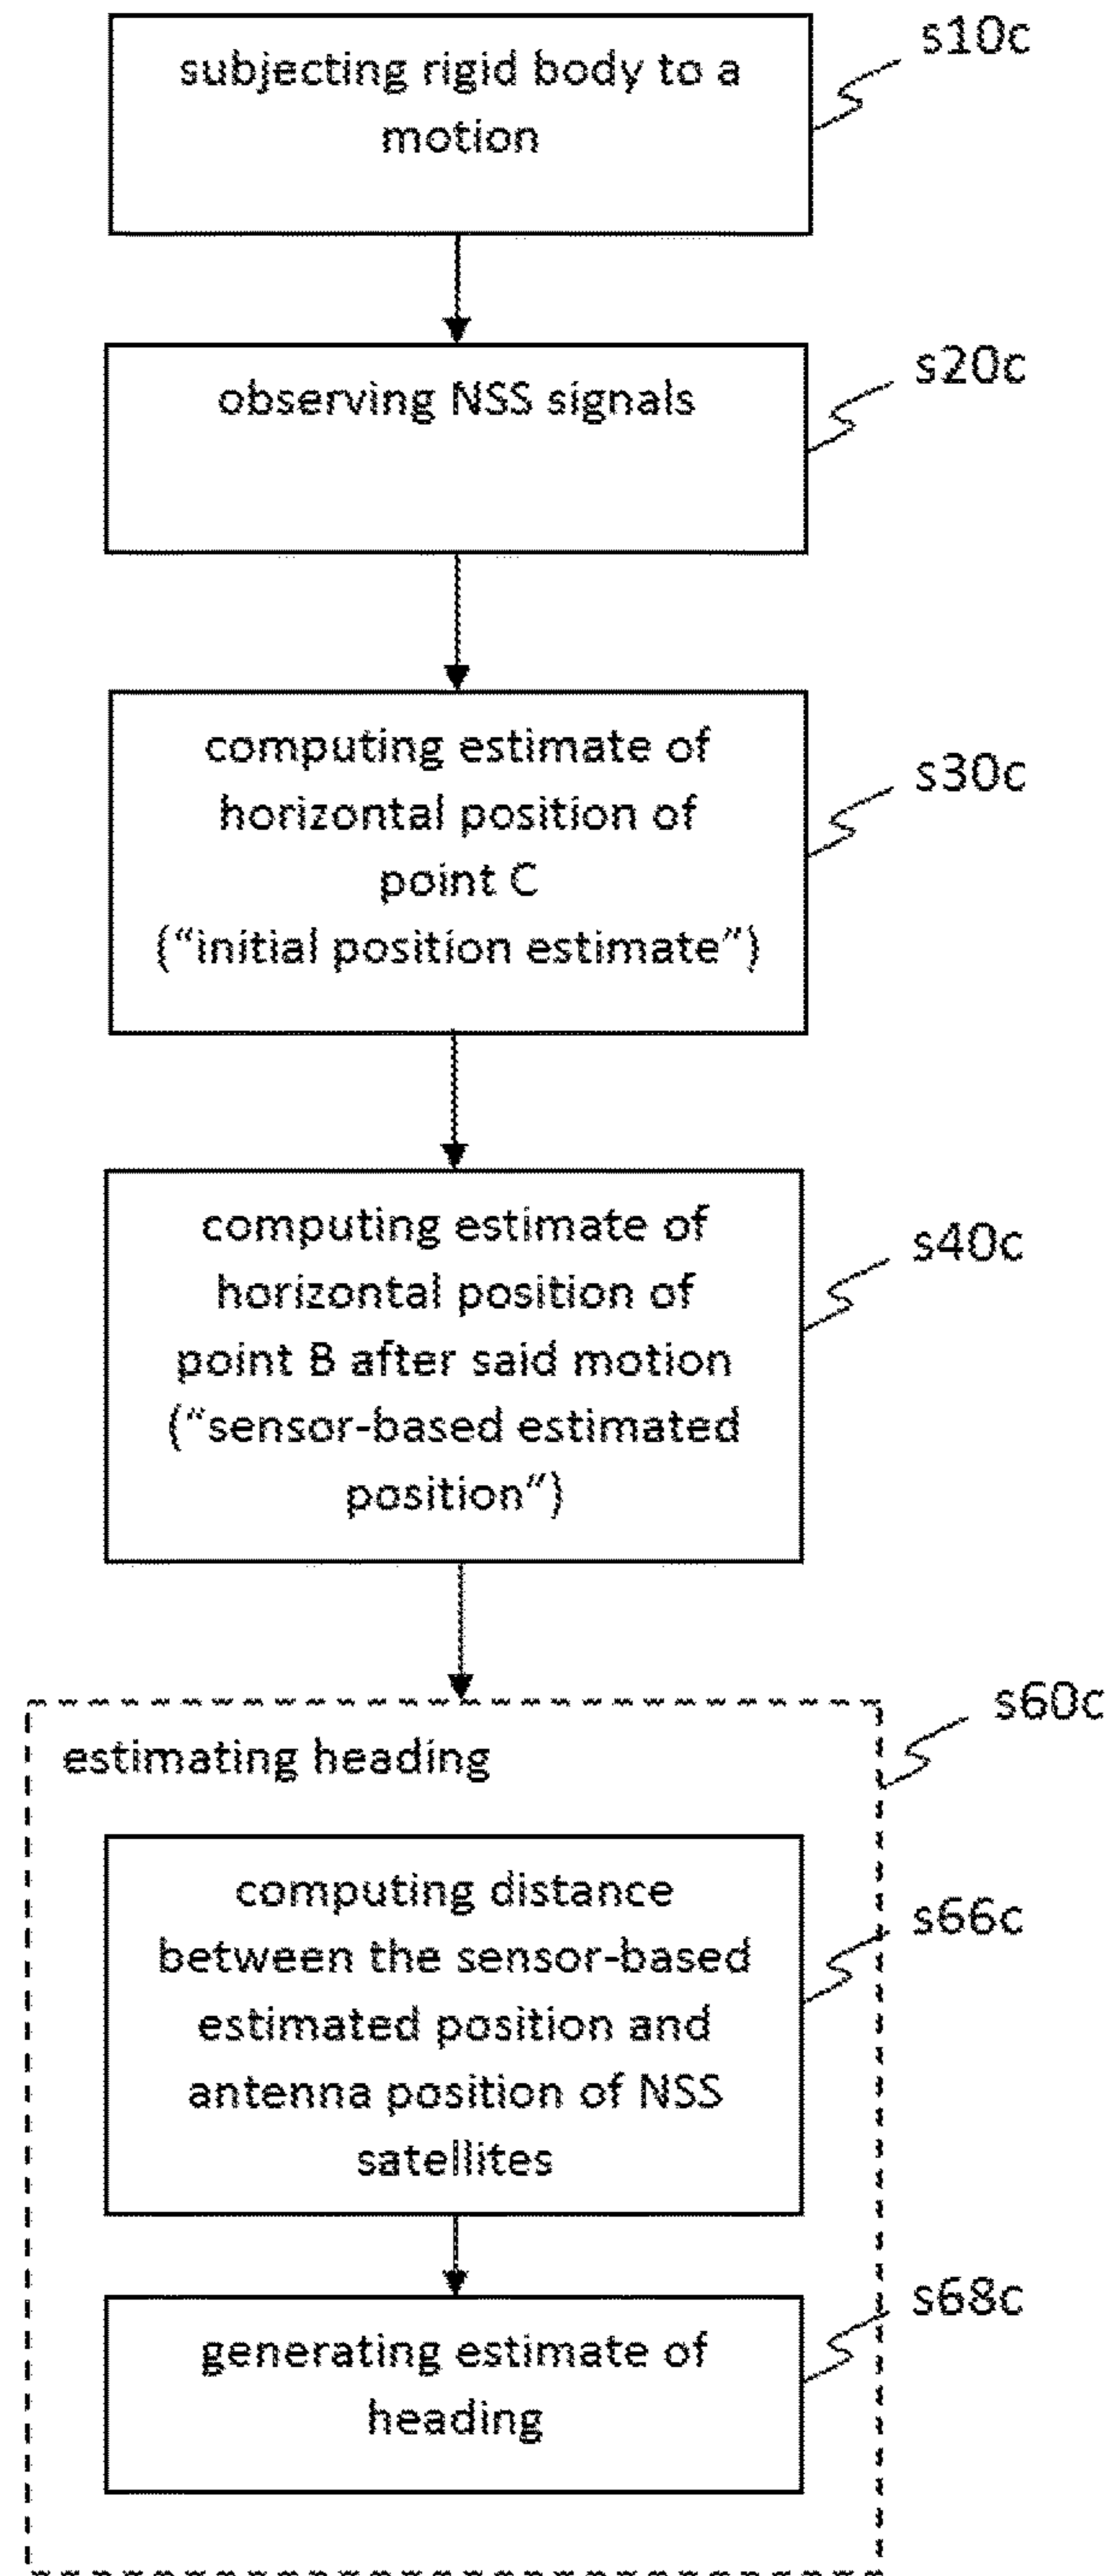 s10c
subjecting rigid body to a
motion
s20c
observing NSS signals
s30c
computing estimate of
horizontal position of
point C
(“initial position estimate”)
s40c
computing estimate of
horizontal position of
point B after said motion
(“sensor-based estimated
position”)
s60c
estimating heading
s66c
computing distance
between the sensor-based
estimated position and
antenna position of NSS
satellites
s68c
generating estimate of
heading